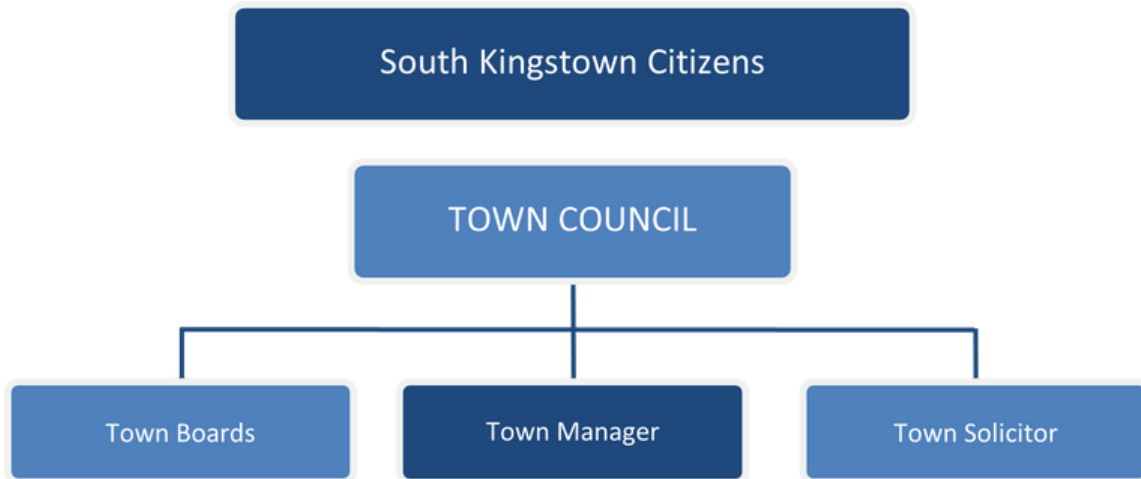 South Kingstown Citizens
TOWN COUNCIL
Town Boards
Town Manager
Town Solicitor